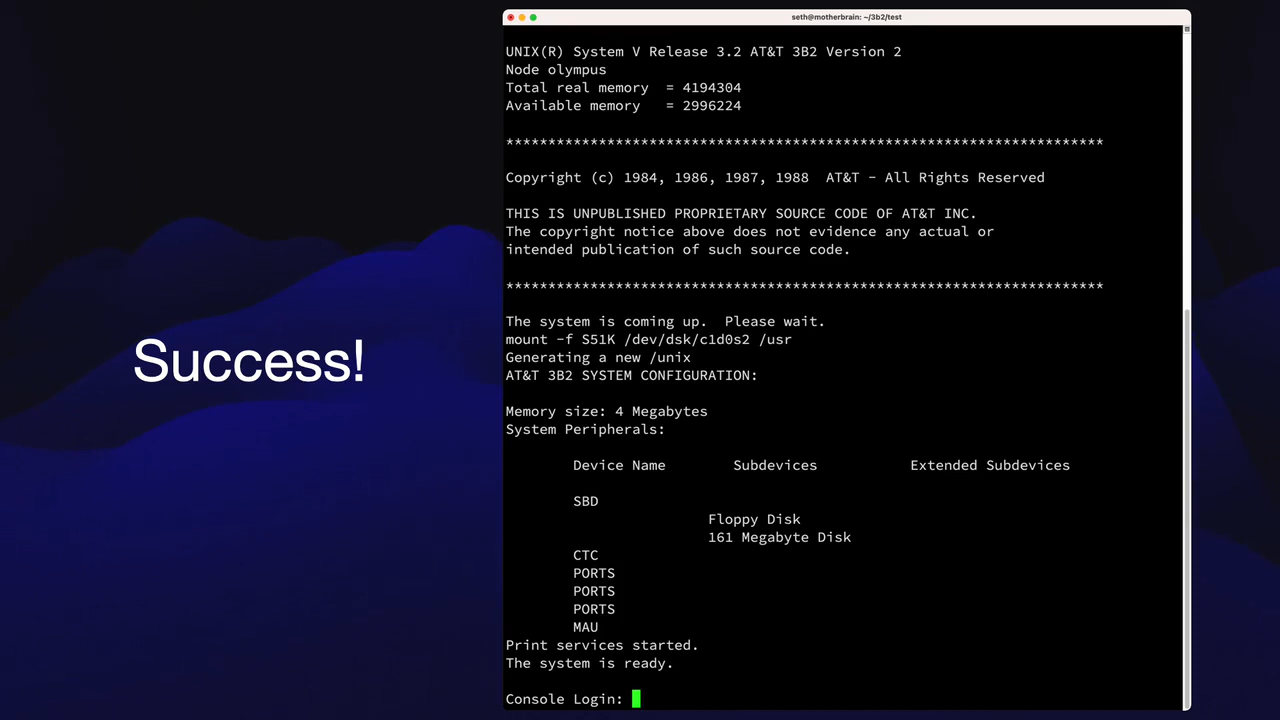 Success!
seth@motherbrain: ~/3b2/test
UNIX(R) System V Release 3.2 AT&T 3B2 Version 2
Node olympus
Total real memory  = 4194304
Available memory   = 2996224
***********************************************************************
Copyright (c) 1984, 1986, 1987, 1988  AT&T - All Rights Reserved
THIS IS UNPUBLISHED PROPRIETARY SOURCE CODE OF AT&T INC.
The copyright notice above does not evidence any actual or
intended publication of such source code.
***********************************************************************
The system is coming up.  Please wait.
mount -f S51K /dev/dsk/c1d0s2 /usr
Generating a new /unix
AT&T 3B2 SYSTEM CONFIGURATION:
Memory size: 4 Megabytes
System Peripherals:
Device Name        Subdevices           Extended Subdevices
SBD
Floppy Disk
161 Megabyte Disk
CTC
PORTS
PORTS
PORTS
MAU
Print services started.
The system is ready.
Console Login: